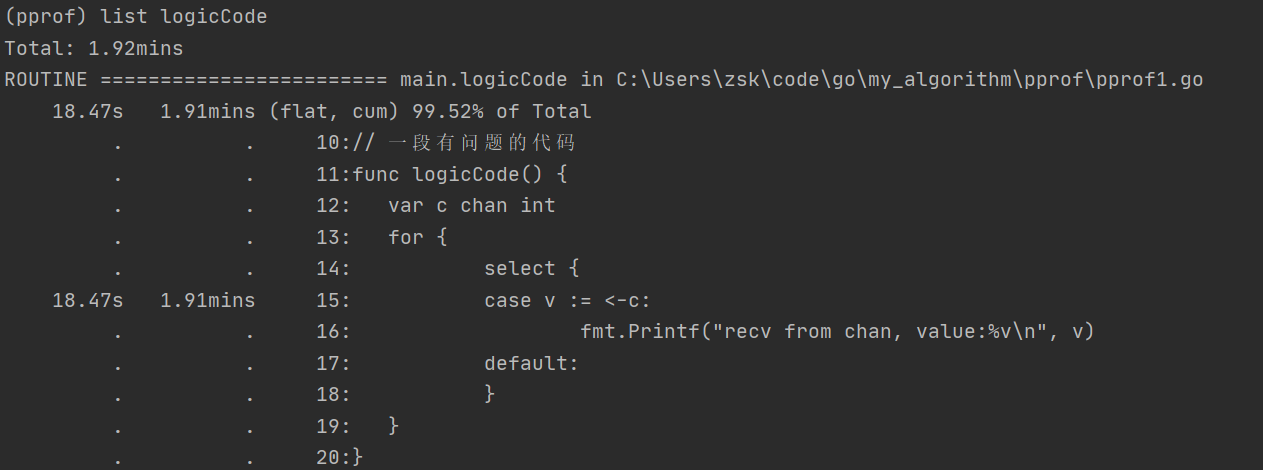 (pprof) list logicCode
Total: 1.92mins
ROUTINE ======================== main.logicCode in C:\Users\zsk\code\go\my_algorithm\pprof\pprof1.go
    18.47s   1.91mins (flat, cum) 99.52% of Total
         .          .     10:// 一段有问题的代码
         .          .     11:func logicCode() {
         .          .     12:   var c chan int
         .          .     13:   for {
         .          .     14:           select {
    18.47s   1.91mins     15:           case v := <-c:
         .          .     16:                   fmt.Printf("recv from chan, value:%v\n", v)
         .          .     17:           default:
         .          .     18:           }
         .          .     19:   }
         .          .     20:}